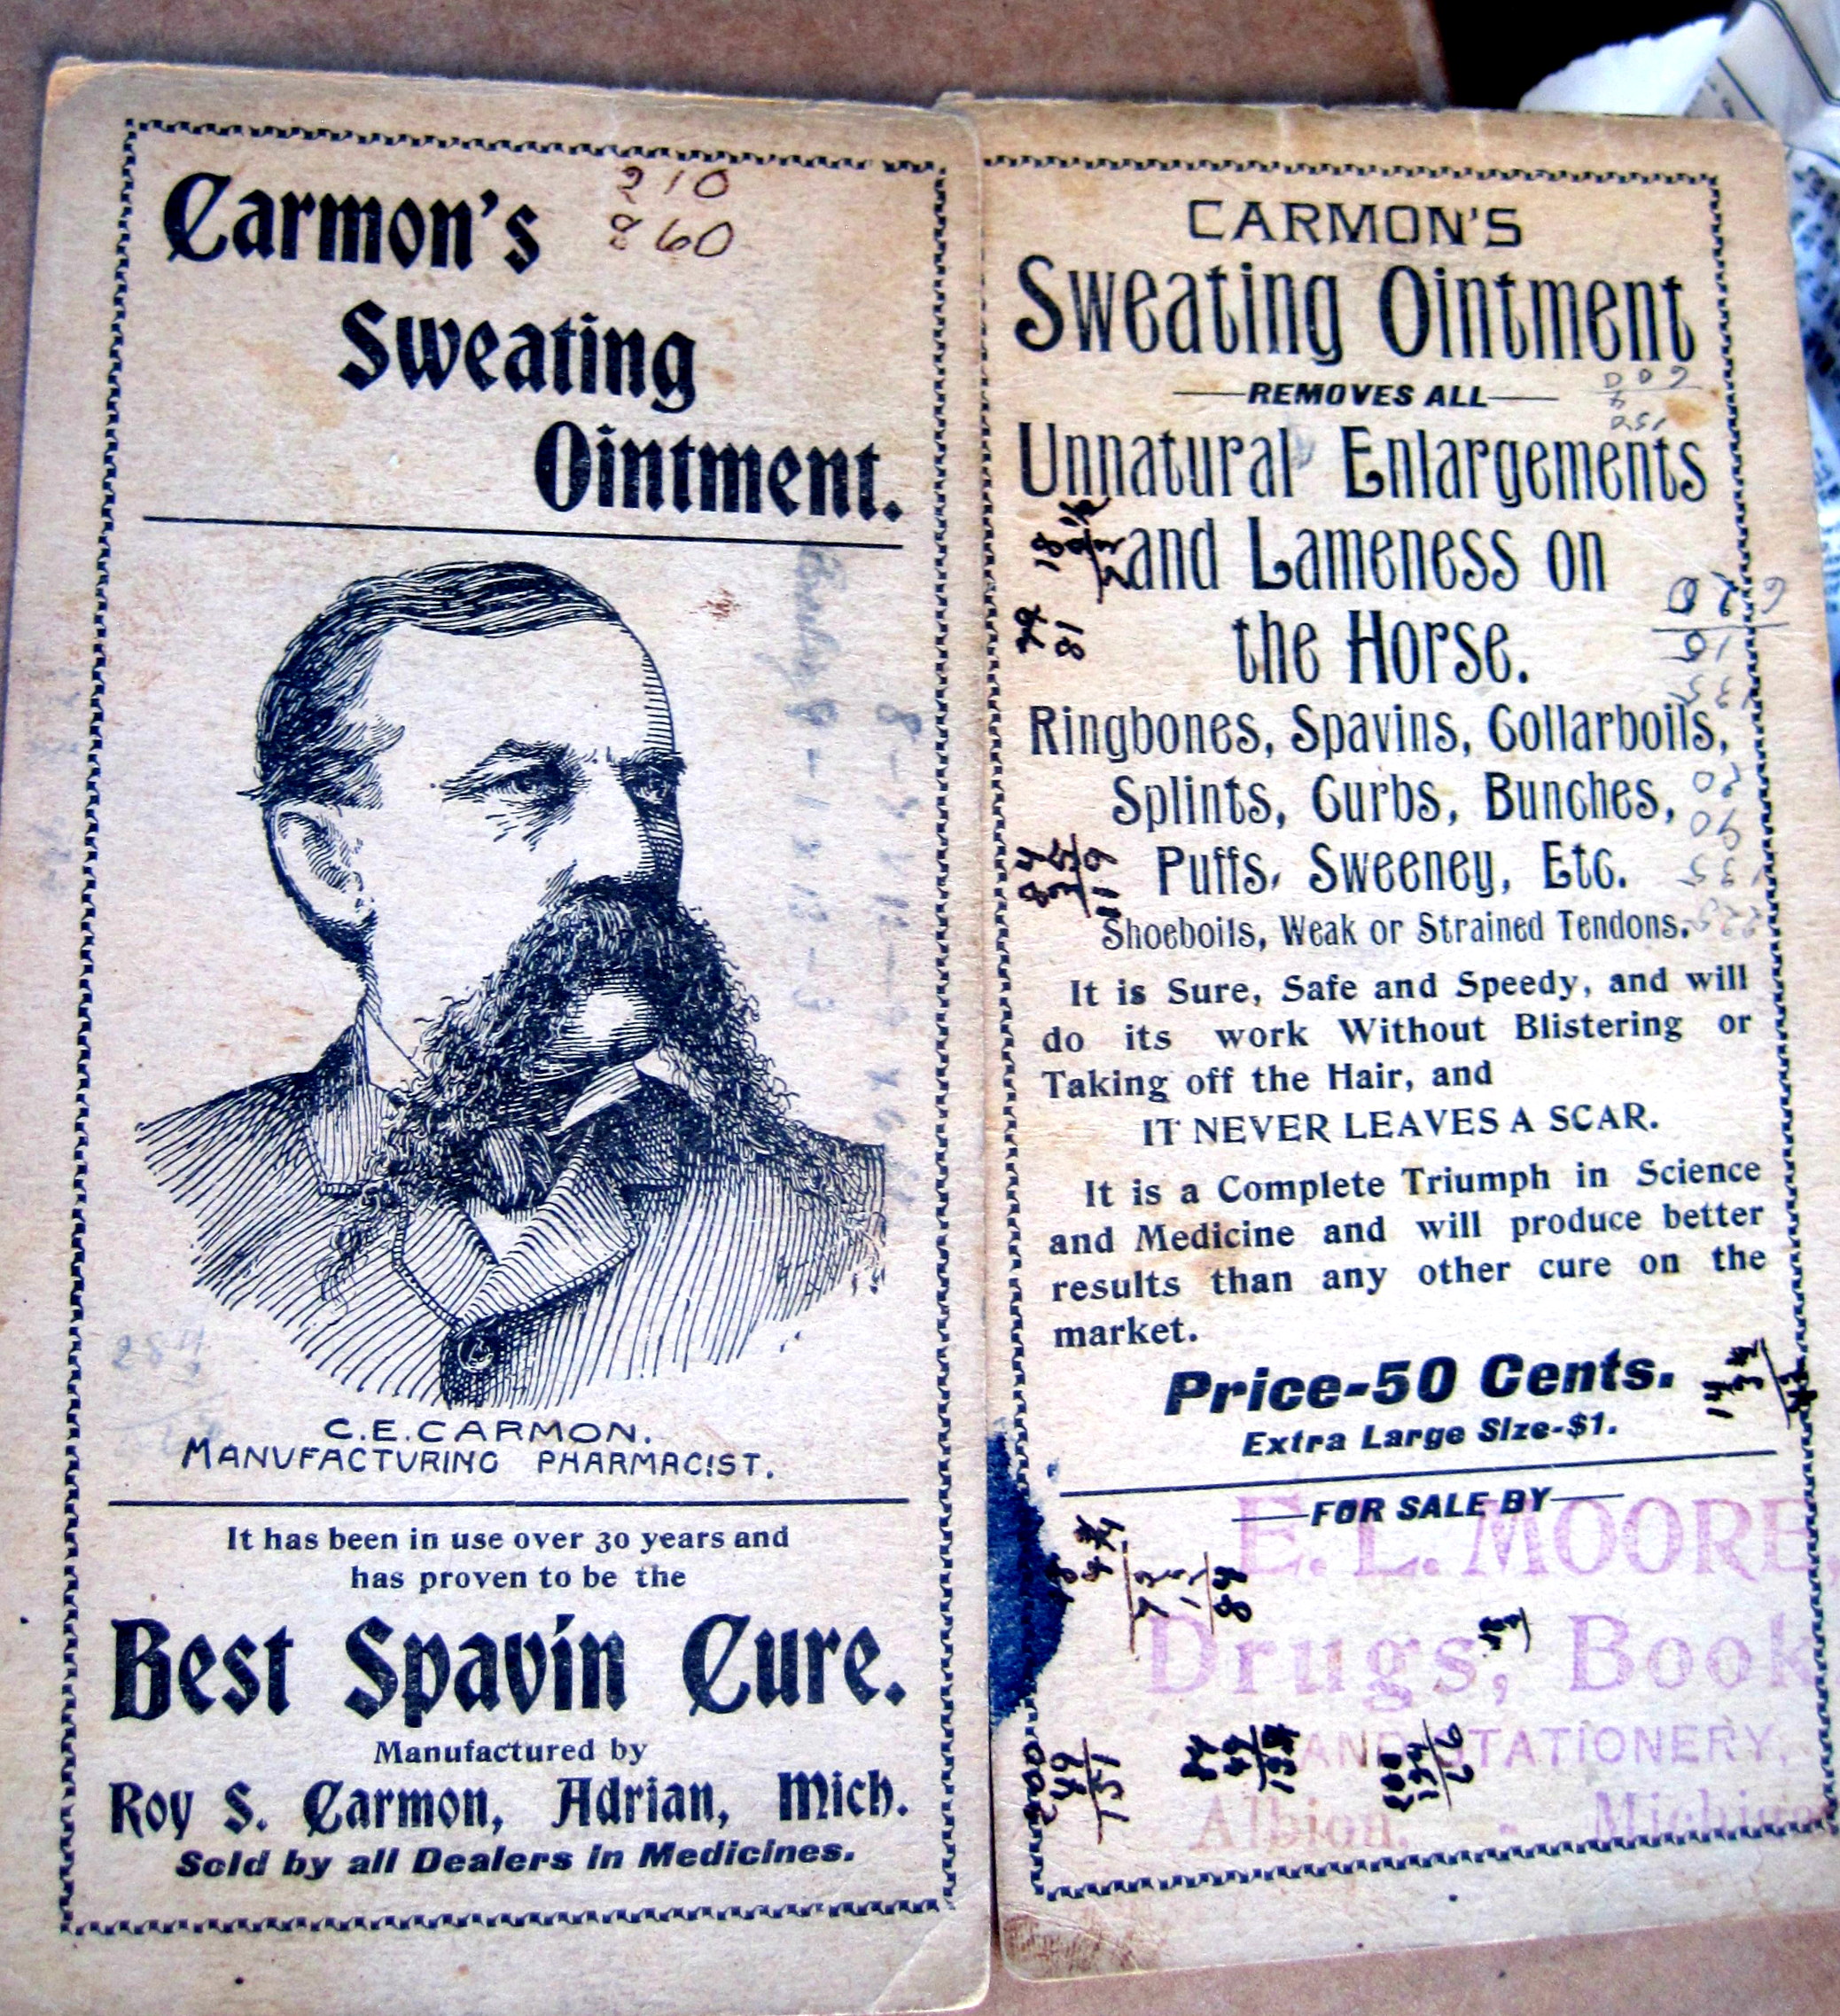 Carmon's
210
860
Sweating
Ointment.
C. E. CARMON.
MANUFACTURING PHARMACIST.
It has been in use over 30 years and
has proven to be the
Best Spavin Cure.
Manufactured by
Roy S. Carmon, Adrian, Mich.
Sold by all Dealers in Medicines.
CARMON'S
Sweating Ointment
REMOVES ALL
Unnatural Enlargements
and Lameness on
the Horse.
Ringbones, Spavins, Collarboils,
Splints, Curbs, Bunches,
Puffs, Sweeney, Etc.
Shoeboils, Weak or Strained Tendons.
It is Sure, Safe and Speedy, and will
do its work Without Blistering or
Taking off the Hair, and
IT NEVER LEAVES A SCAR.
It is a Complete Triumph in Science
and Medicine and will produce better
results than any other cure on the
market.
Price-50 Cents.
Extra Large Size-$1.
FOR SALE BY
E. L. MOORE,
Drugs, Book
AND STATIONERY,
Albion, - Michigan